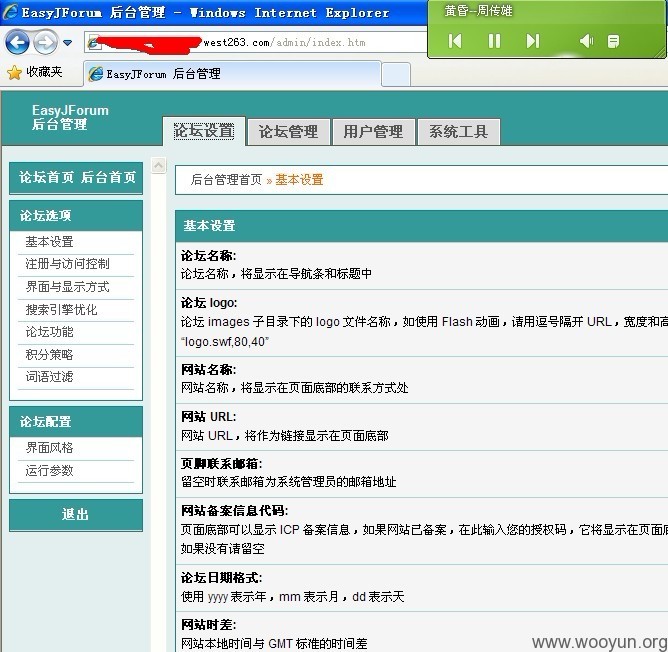 EasyJForum 后台管理 - Windows Internet Explorer
黄昏--周传雄
west263.com/admin/index.htm
收藏夹
EasyJForum 后台管理
EasyJForum
后台管理
论坛设置 论坛管理 用户管理 系统工具
论坛首页 后台首页
后台管理首页 » 基本设置
论坛选项
基本设置
注册与访问控制
界面与显示方式
搜索引擎优化
论坛功能
积分策略
词语过滤
论坛配置
界面风格
运行参数
退出
基本设置
论坛名称:
论坛名称，将显示在导航条和标题中
论坛 logo:
论坛 images 子目录下的 logo 文件名称，如使用 Flash 动画，请用逗号隔开 URL，宽度和高
“logo.swf,80,40”
网站名称:
网站名称，将显示在页面底部的联系方式处
网站 URL:
网站 URL，将作为链接显示在页面底部
页脚联系邮箱:
留空时联系邮箱为系统管理员的邮箱地址
网站备案信息代码:
页面底部可以显示 ICP 备案信息，如果网站已备案，在此输入您的授权码，它将显示在页面底
如果没有请留空
论坛日期格式:
使用 yyyy 表示年，mm 表示月，dd 表示天
网站时差:
网站本地时间与 GMT 标准的时间差
www.wooyun.org